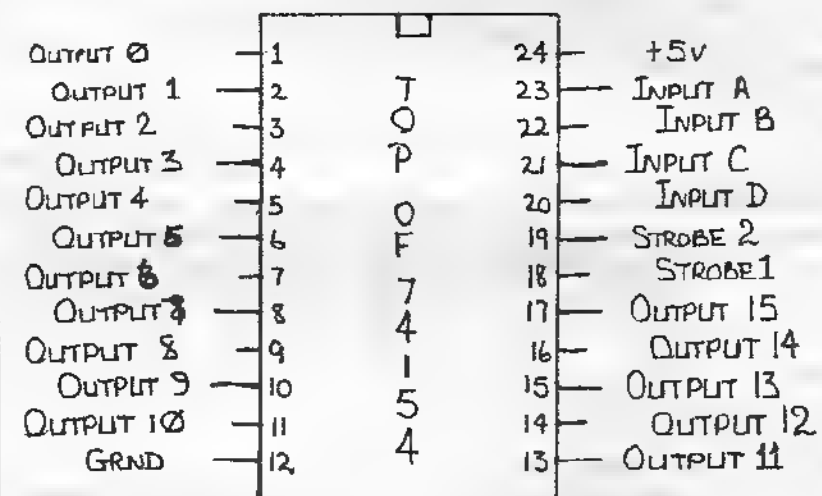 OUTPUT Ø 1 24 +5V
OUTPUT 1 2 23 INPUT A
OUTPUT 2 3 22 INPUT B
OUTPUT 3 4 21 INPUT C
OUTPUT 4 5 20 INPUT D
OUTPUT 5 6 19 STROBE 2
OUTPUT 6 7 18 STROBE 1
OUTPUT 7 8 17 OUTPUT 15
OUTPUT 8 9 16 OUTPUT 14
OUTPUT 9 10 15 OUTPUT 13
OUTPUT 1Ø 11 14 OUTPUT 12
GRND 12 13 OUTPUT 11
TOP OF 74154